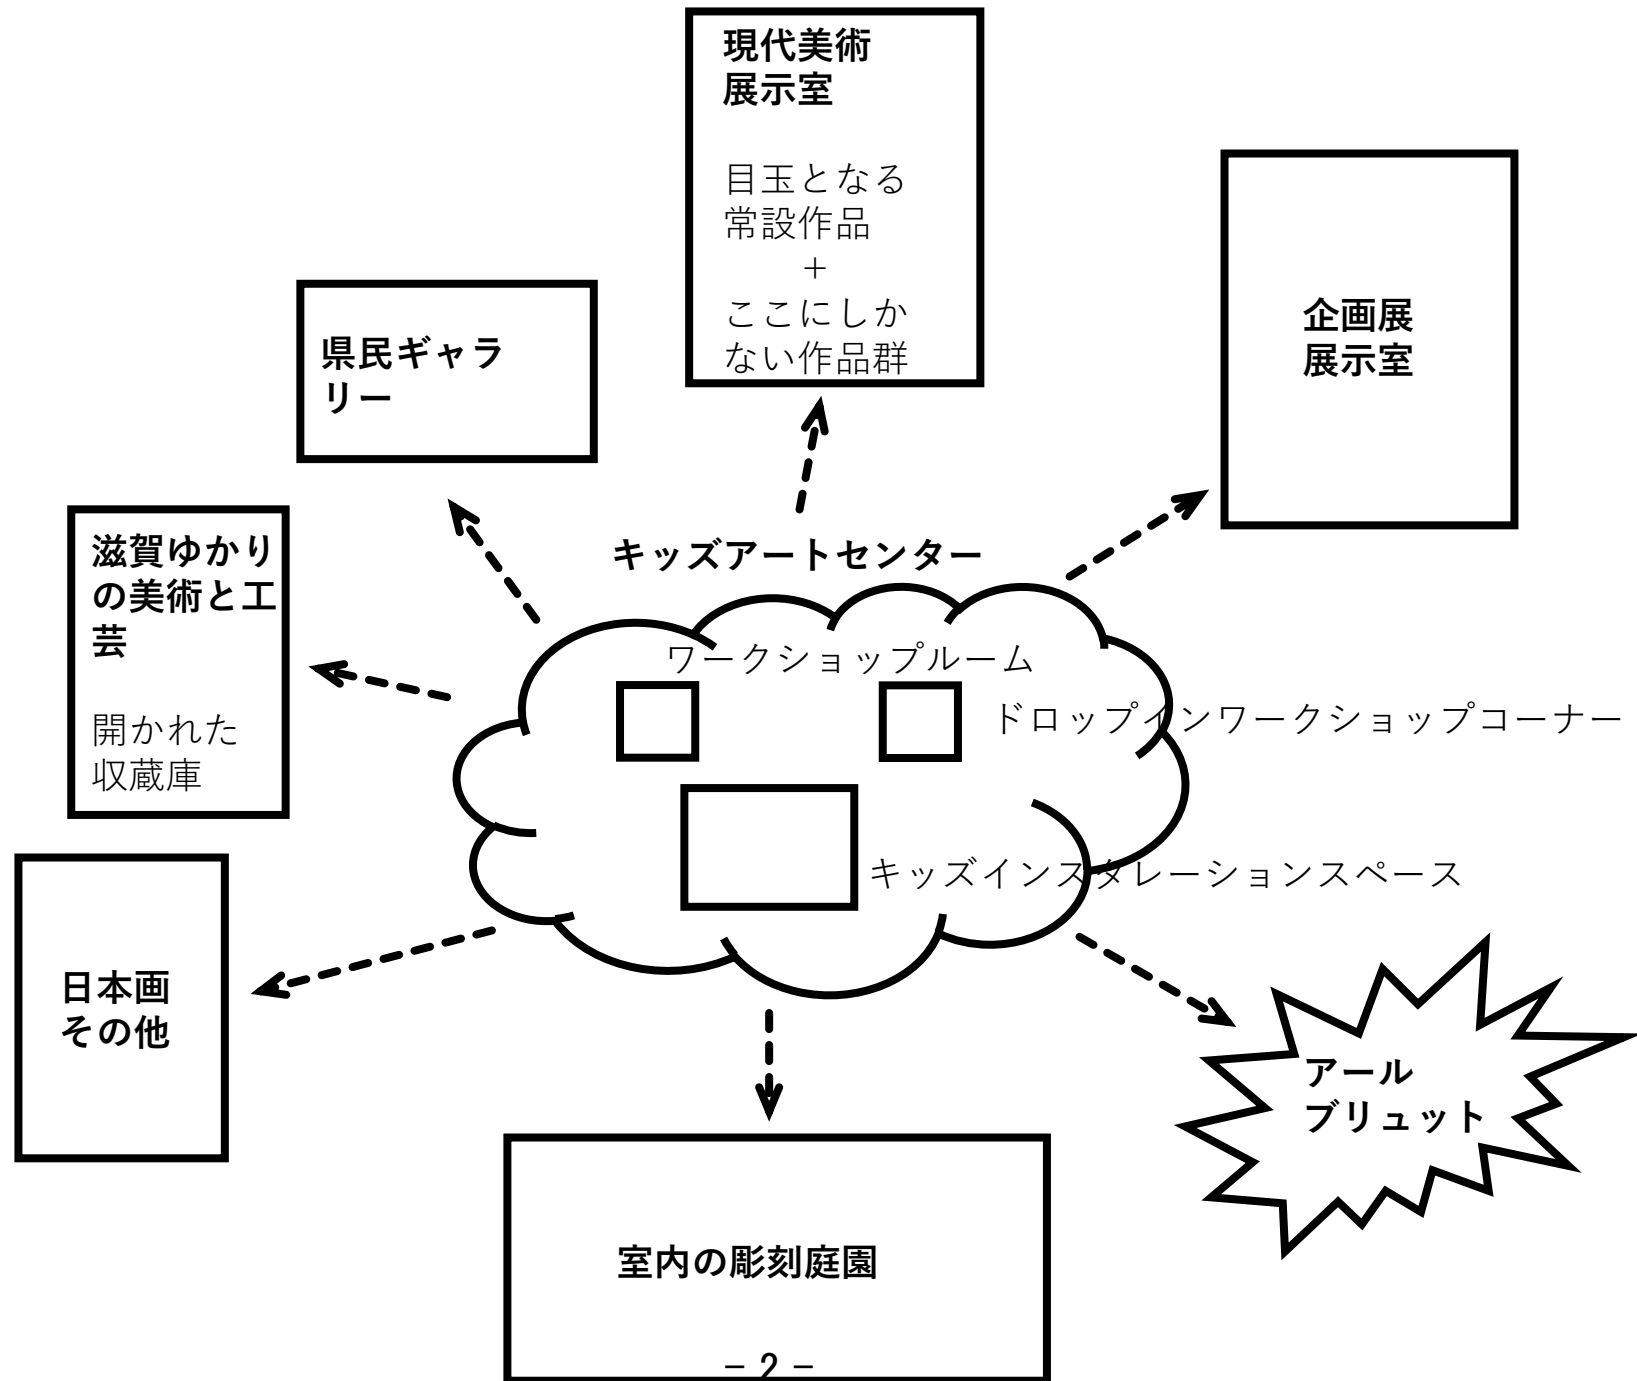 現代美術
展示室
目玉となる
常設作品
＋
ここにしか
ない作品群
企画展
展示室
県民ギャラ
リー
滋賀ゆかり
の美術と工
芸
開かれた
収蔵庫
キッズアートセンター
ワークショップルーム
ドロップインワークショップコーナー
キッズインスタレーションスペース
日本画
その他
アール
ブリュット
室内の彫刻庭園
－ 2 －